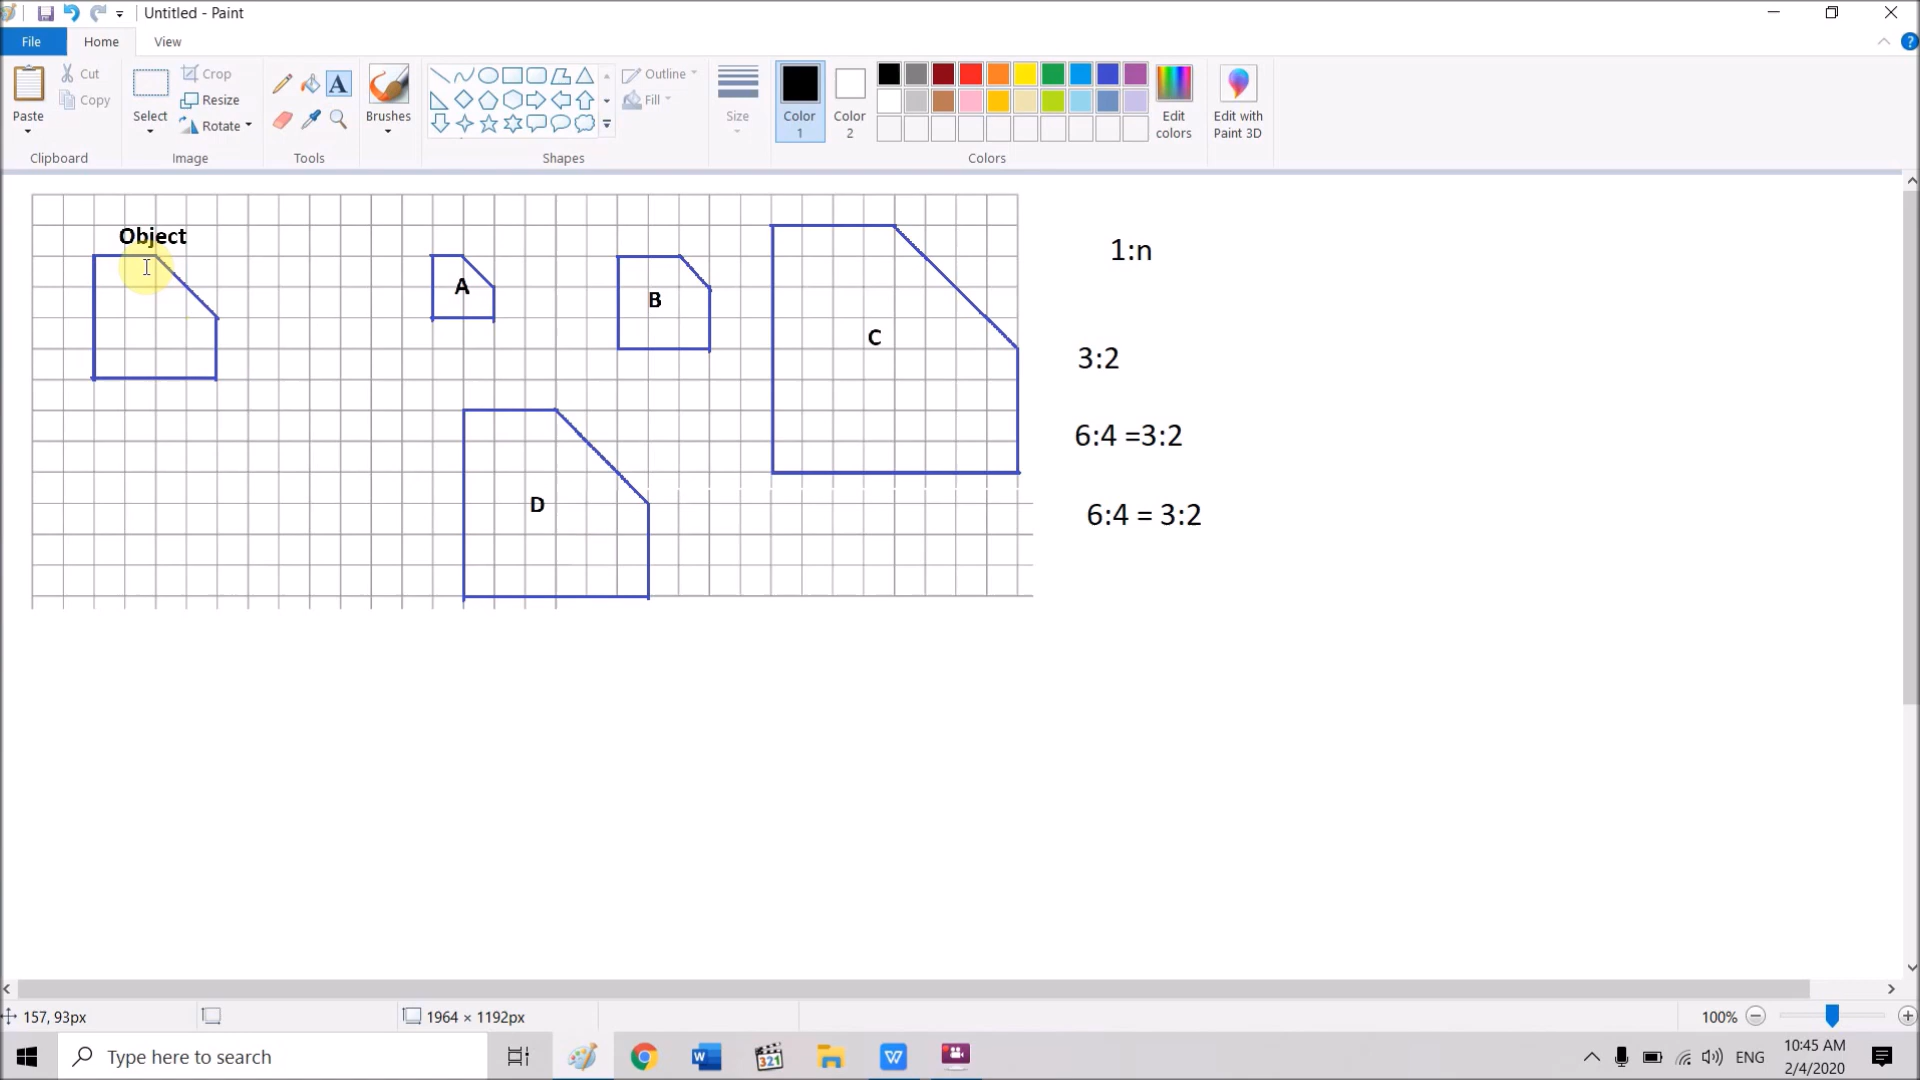 Untitled - Paint
File Home View
Paste
Cut
Copy
Clipboard
Select
Crop
Resize
Rotate
Image
Tools
Brushes
Shapes
Outline
Fill
Size
Color 1
Color 2
Edit colors
Colors
Edit with Paint 3D
Object
A
B
C
D
1:n
3:2
6:4 =3:2
6:4 = 3:2
157, 93px
1964 × 1192px
100%
Type here to search
W
321
W
ENG
10:45 AM
2/4/2020